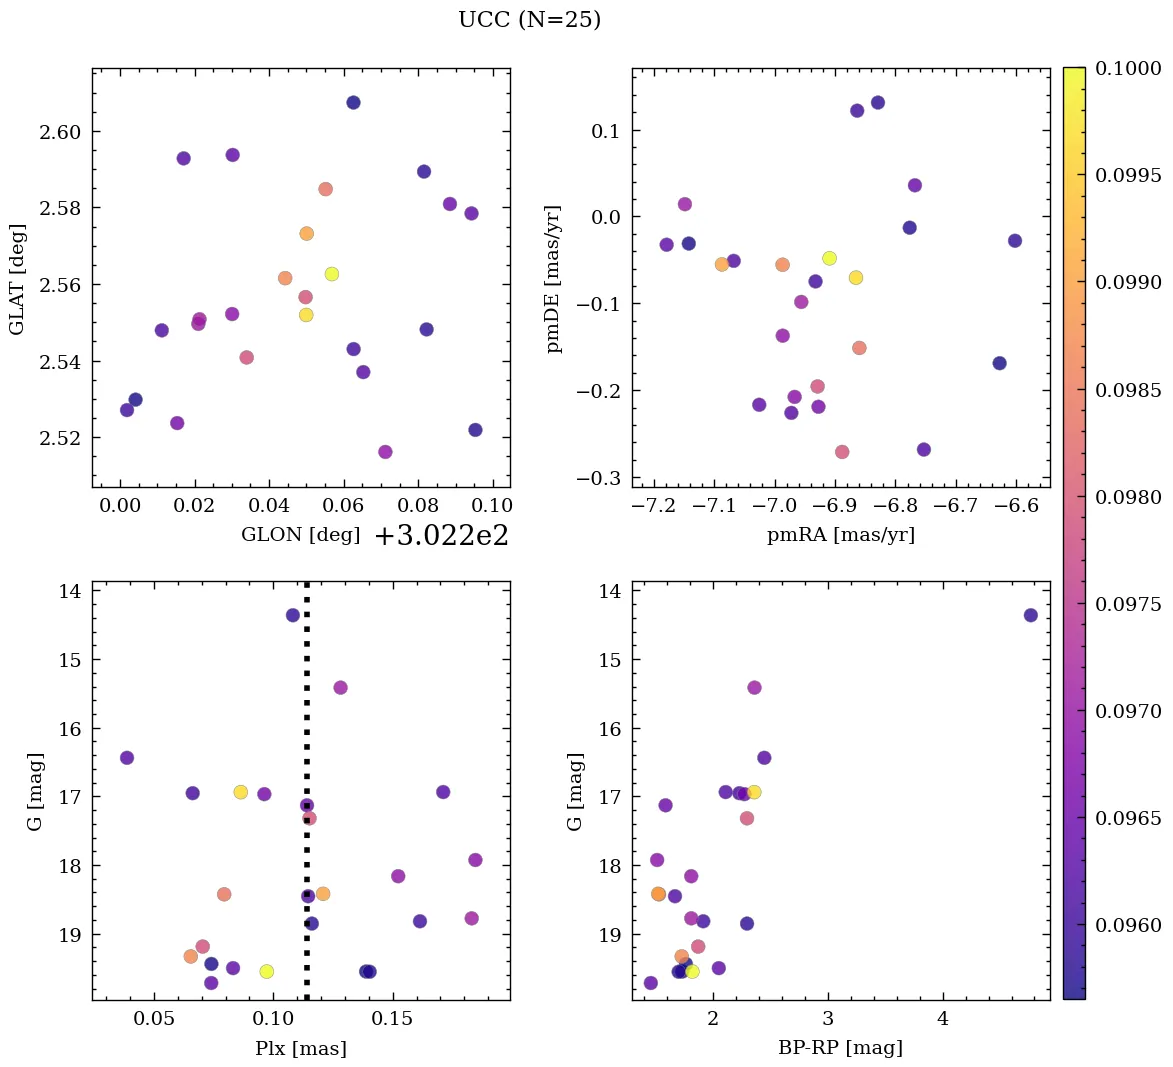 UCC (N=25)
GLAT [deg]
2.60
2.58
2.56
2.54
2.52
0.00 0.02 0.04 0.06 0.08 0.10
GLON [deg] +3.022e2
pmDE [mas/yr]
0.1
0.0
−0.1
−0.2
−0.3
−7.2 −7.1 −7.0 −6.9 −6.8 −6.7 −6.6
pmRA [mas/yr]
0.1000
0.0995
0.0990
0.0985
0.0980
0.0975
0.0970
0.0965
0.0960
G [mag]
14
15
16
17
18
19
0.05 0.10 0.15
Plx [mas]
G [mag]
14
15
16
17
18
19
2 3 4
BP-RP [mag]